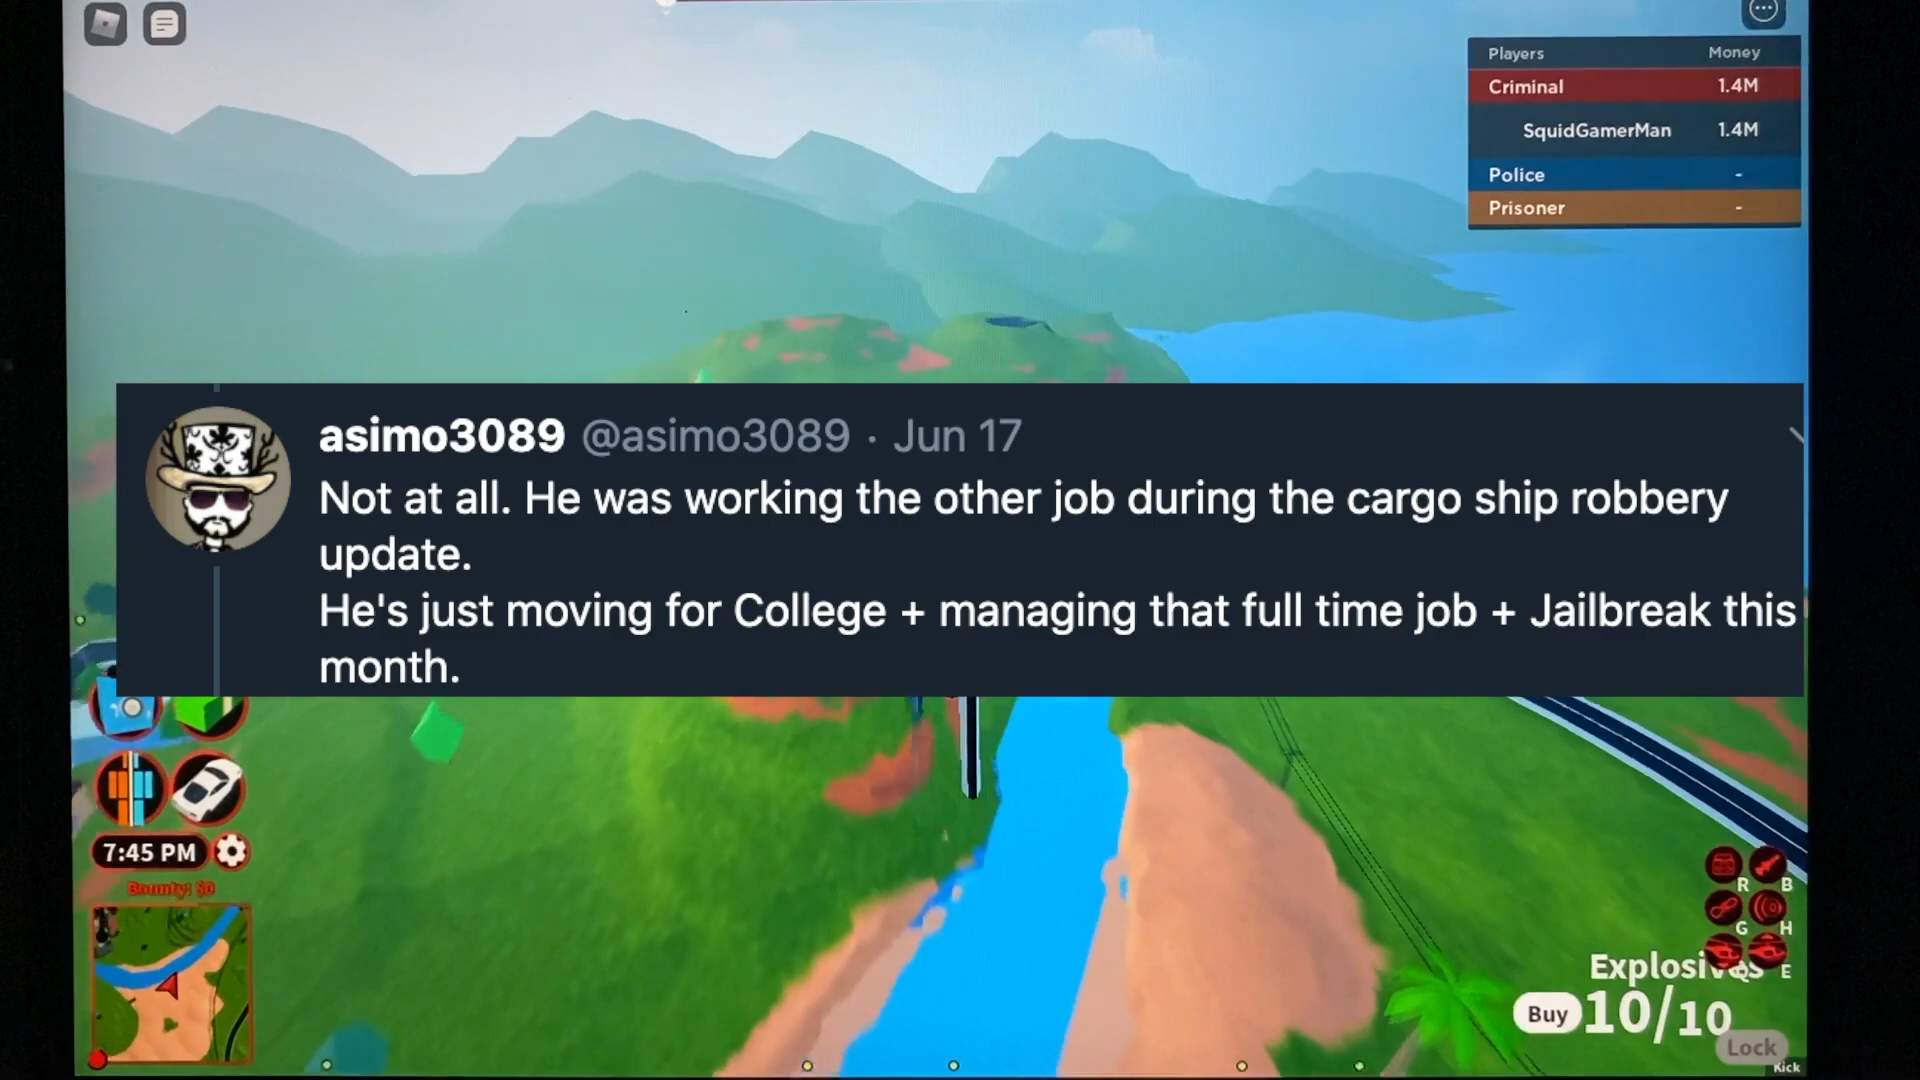 Players Money
Criminal 1.4M
SquidGamerMan 1.4M
Police -
Prisoner -
asimo3089 @asimo3089 · Jun 17
Not at all. He was working the other job during the cargo ship robbery
update.
He's just moving for College + managing that full time job + Jailbreak this
month.
7:45 PM
Bounty: $0
R B
G H
Q E
Explosives
Buy 10/10
Lock
Kick